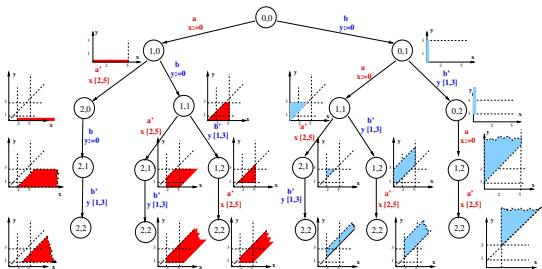 0,0
a
x:=0
b
y:=0
1,0
0,1
a'
x [2,5]
b
y:=0
a
x:=0
b'
y [1,3]
2,0
1,1
1,1
0,2
b
y:=0
a'
x [2,5]
b'
y [1,3]
a'
x [2,5]
b'
y [1,3]
a
x:=0
2,1
2,1
1,2
2,1
1,2
1,2
b'
y [1,3]
b'
y [1,3]
a'
x [2,5]
b'
y [1,3]
a'
x [2,5]
a'
x [2,5]
2,2
2,2
2,2
2,2
2,2
2,2